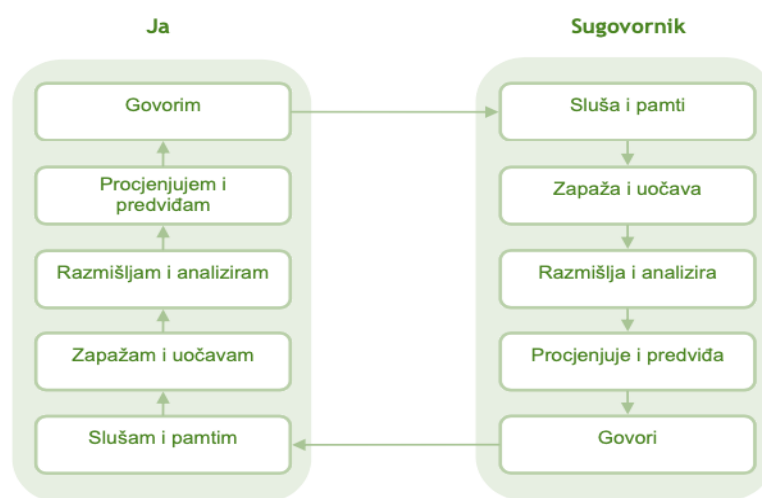 Ja
Govorim
Procjenjujem i
predviđam
Razmišljam i analiziram
Zapažam i uočavam
Slušam i pamtim
Sugovornik
Sluša i pamti
Zapaža i uočava
Razmišlja i analizira
Procjenjuje i predviđa
Govori